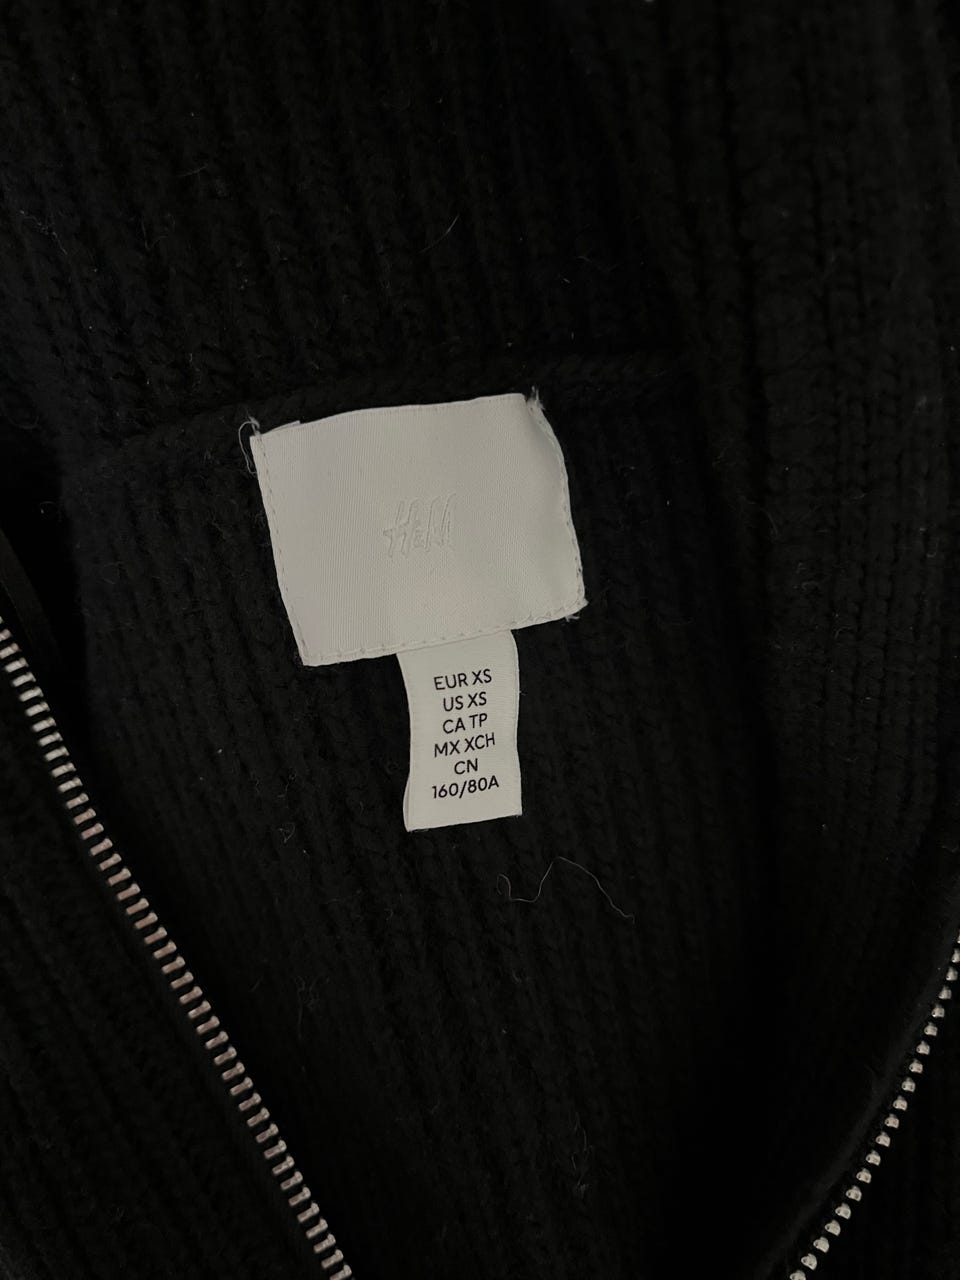 H&M
EUR XS
US XS
CA TP
MX XCH
CN
160/80A